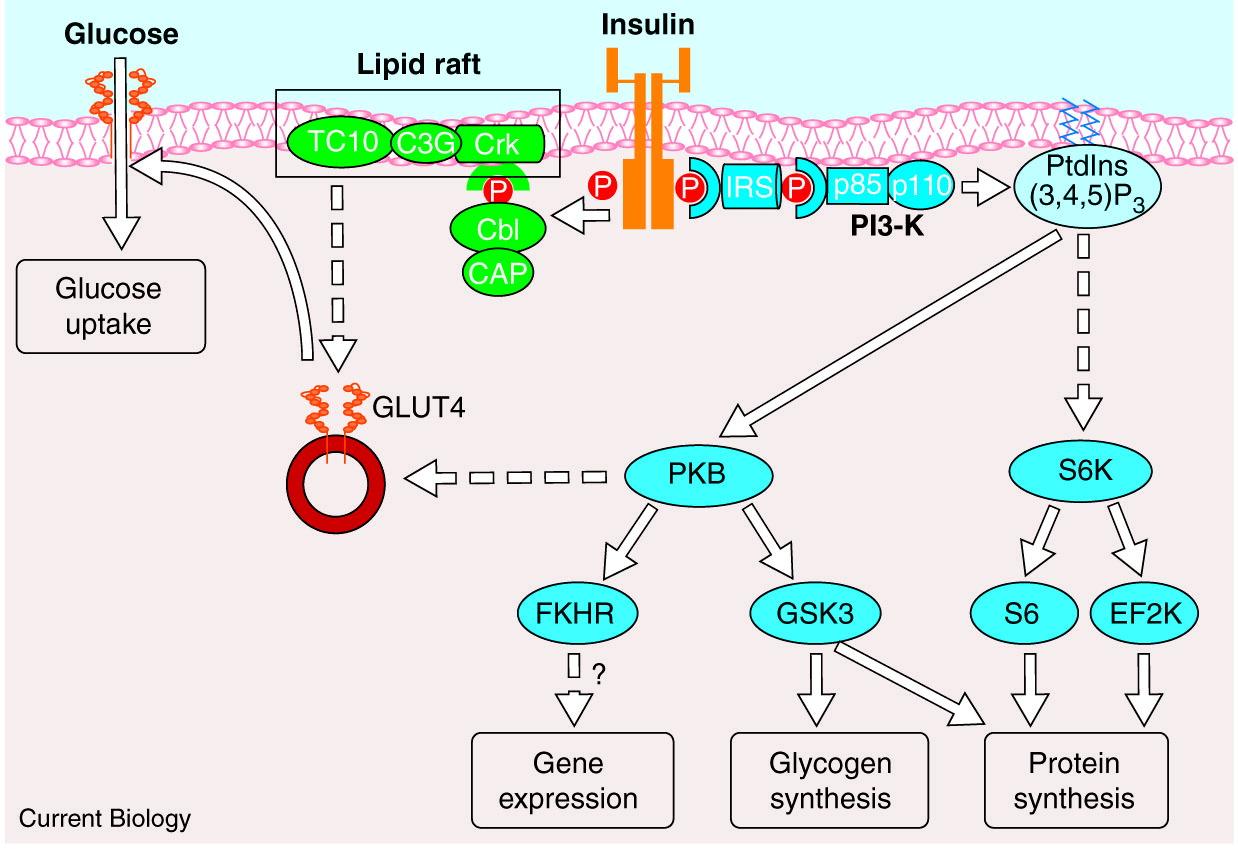 Insulin
Glucose
Lipid raft
TC10
C3G
Crk
P
P
P
P
IRS
p85
p110
PtdIns
(3,4,5)P3
PI3-K
Cbl
CAP
Glucose
uptake
GLUT4
PKB
S6K
FKHR
GSK3
S6
EF2K
?
Gene
expression
Glycogen
synthesis
Protein
synthesis
Current Biology